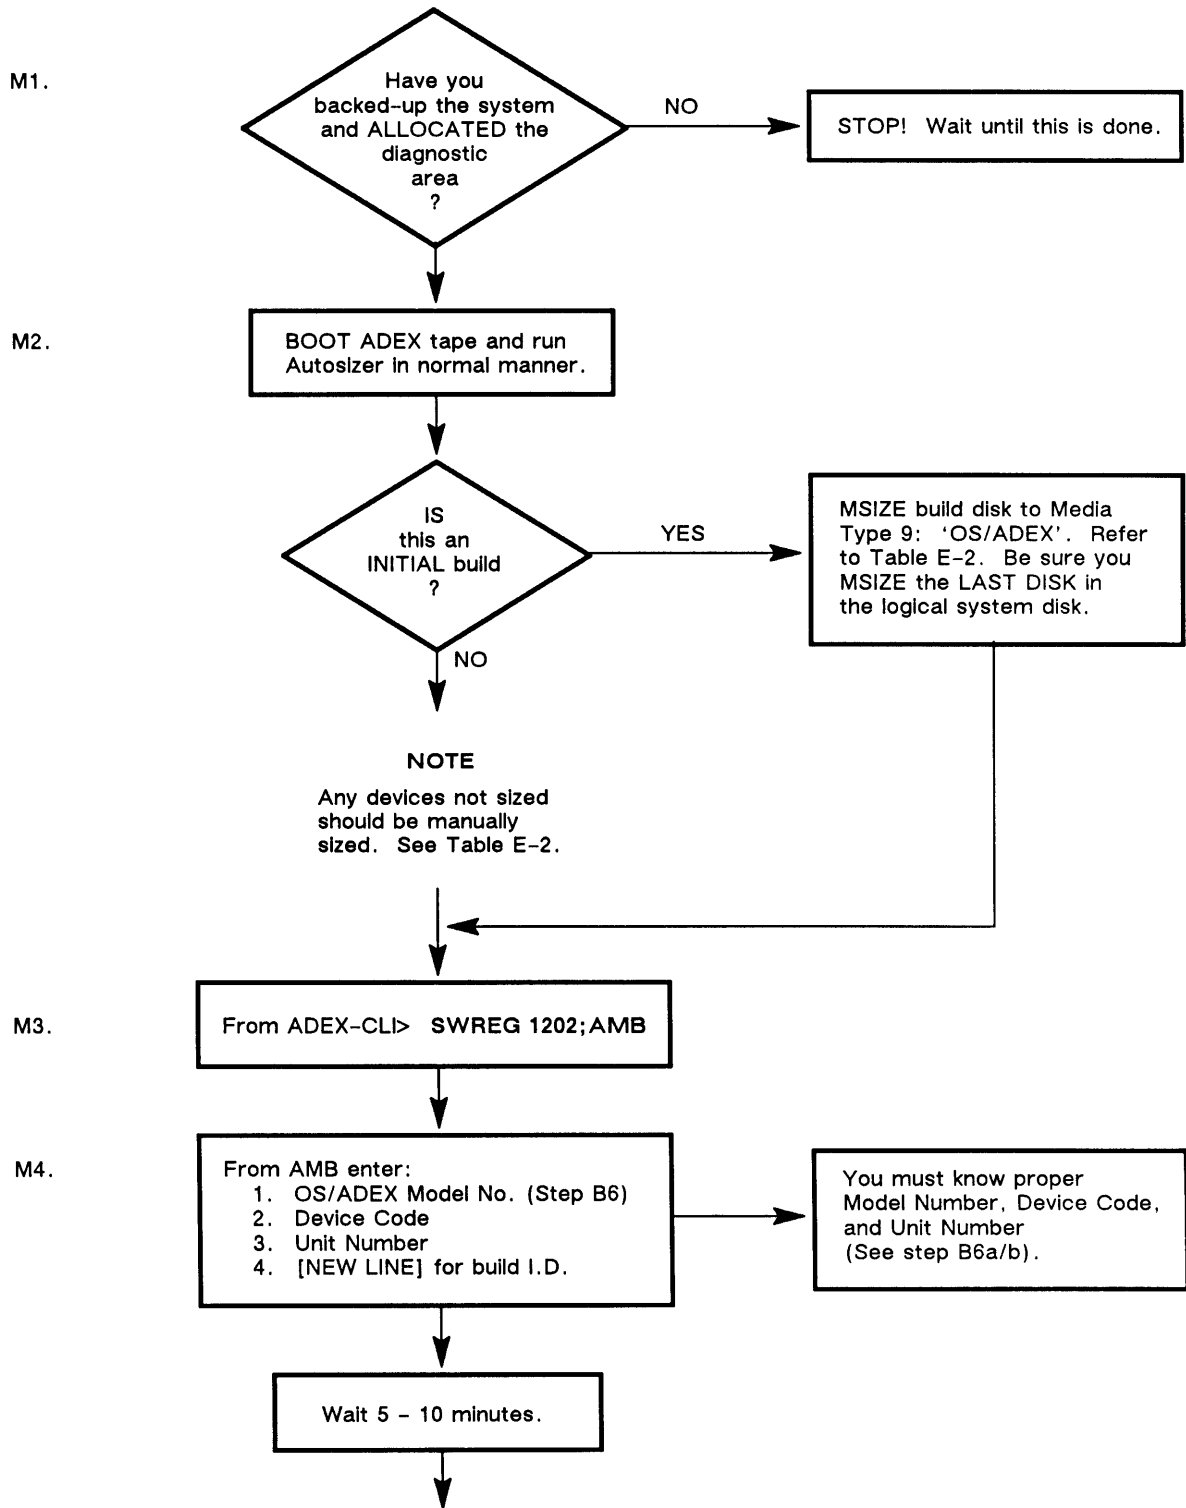 M1.
Have you
backed-up the system
and ALLOCATED the
diagnostic
area
?
NO
STOP! Wait until this is done.
M2.
BOOT ADEX tape and run
Autosizer in normal manner.
IS
this an
INITIAL build
?
YES
MSIZE build disk to Media
Type 9: ‘OS/ADEX’. Refer
to Table E-2. Be sure you
MSIZE the LAST DISK in
the logical system disk.
NO
NOTE
Any devices not sized
should be manually
sized. See Table E-2.
M3.
From ADEX-CLI> SWREG 1202;AMB
M4.
From AMB enter:
1. OS/ADEX Model No. (Step B6)
2. Device Code
3. Unit Number
4. [NEW LINE] for build I.D.
You must know proper
Model Number, Device Code,
and Unit Number
(See step B6a/b).
Wait 5 - 10 minutes.